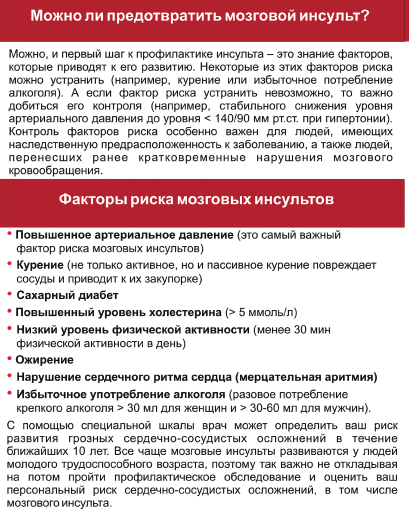 Можно ли предотвратить мозговой инсульт?
Можно, и первый шаг к профилактике инсульта – это знание факторов,
которые приводят к его развитию. Некоторые из этих факторов риска
можно устранить (например, курение или избыточное потребление
алкоголя). А если фактор риска устранить невозможно, то важно
добиться его контроля (например, стабильного снижения уровня
артериального давления до уровня < 140/90 мм рт.ст. при гипертонии).
Контроль факторов риска особенно важен для людей, имеющих
наследственную предрасположенность к заболеванию, а также людей,
перенесших ранее кратковременные нарушения мозгового
кровообращения.
Факторы риска мозговых инсультов
• Повышенное артериальное давление (это самый важный
фактор риска мозговых инсультов)
• Курение (не только активное, но и пассивное курение повреждает
сосуды и приводит к их закупорке)
• Сахарный диабет
• Повышенный уровень холестерина (> 5 ммоль/л)
• Низкий уровень физической активности (менее 30 мин
физической активности в день)
• Ожирение
• Нарушение сердечного ритма сердца (мерцательная аритмия)
• Избыточное употребление алкоголя (разовое потребление
крепкого алкоголя > 30 мл для женщин и > 30-60 мл для мужчин).
С помощью специальной шкалы врач может определить ваш риск
развития грозных сердечно-сосудистых осложнений в течение
ближайших 10 лет. Все чаще мозговые инсульты развиваются у людей
молодого трудоспособного возраста, поэтому так важно не откладывая
на потом пройти профилактическое обследование и оценить ваш
персональный риск сердечно-сосудистых осложнений, в том числе
мозгового инсульта.